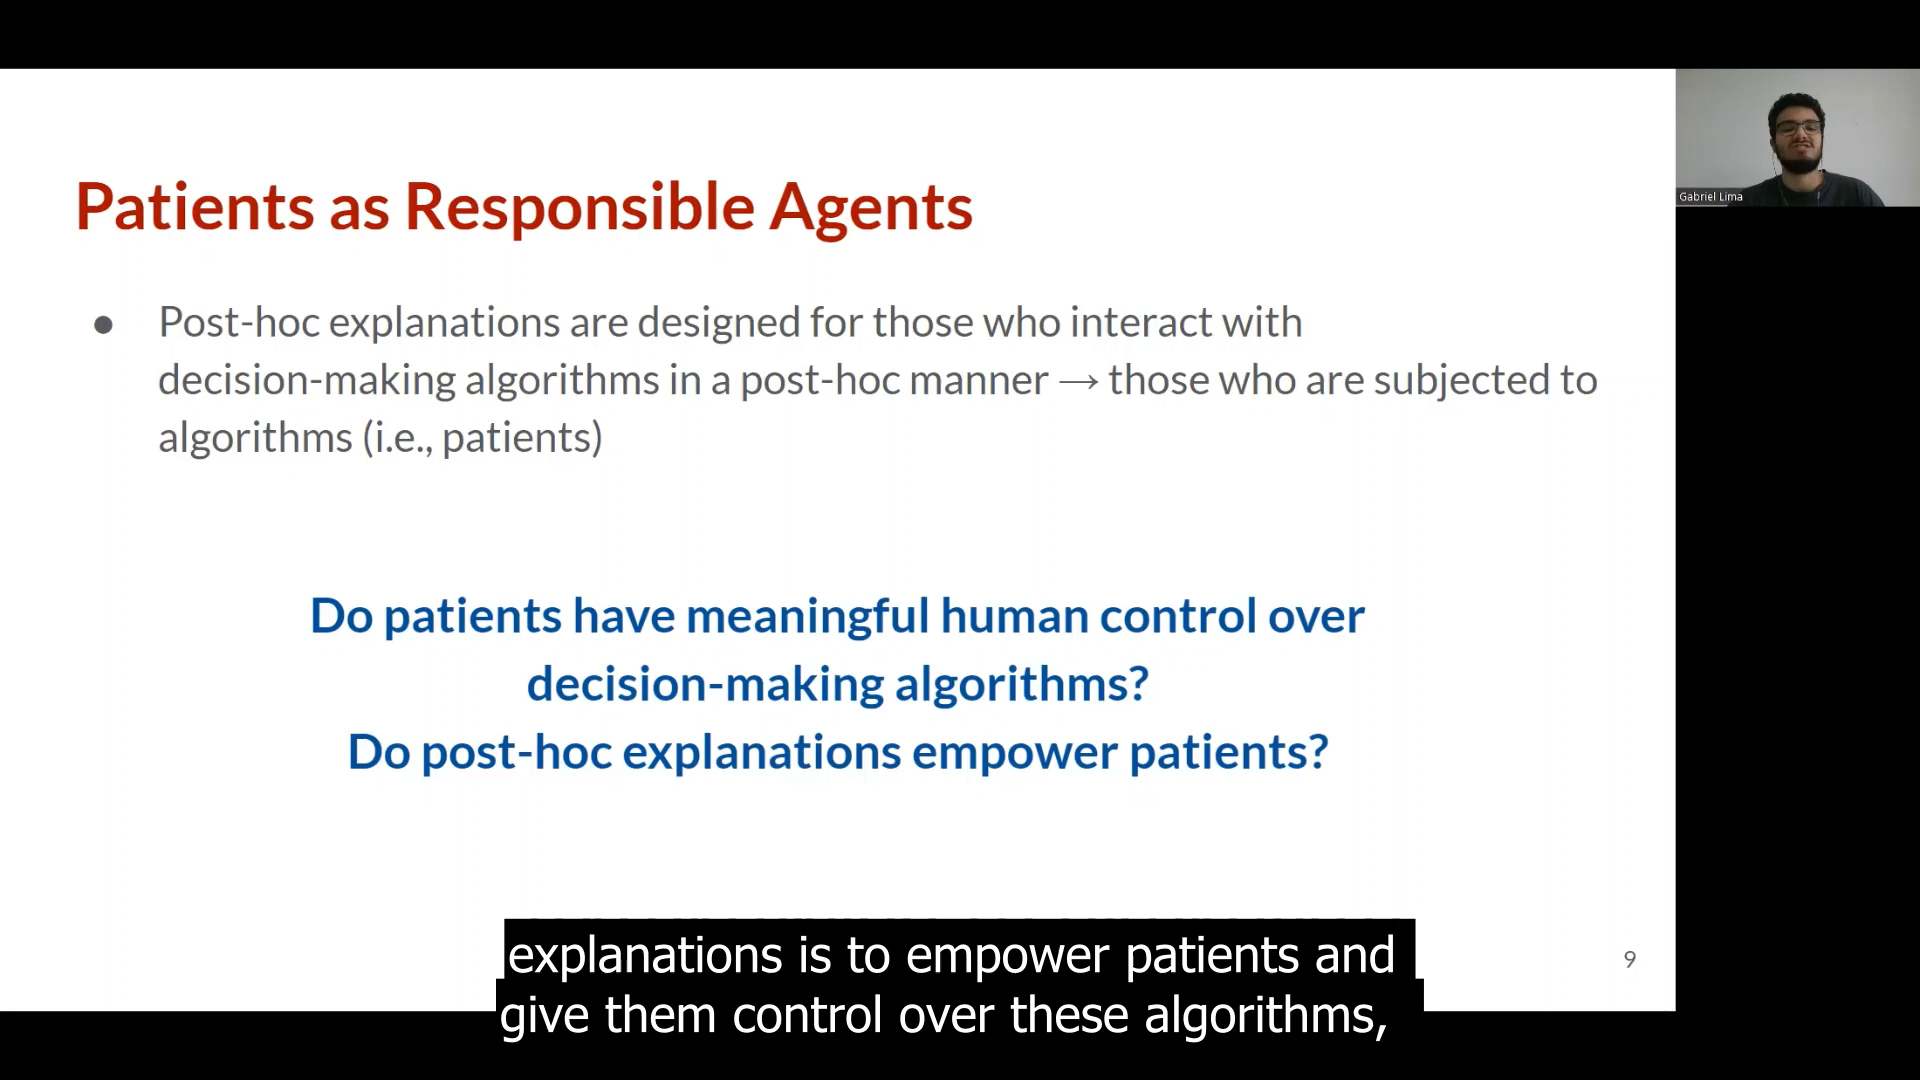 Patients as Responsible Agents
● Post-hoc explanations are designed for those who interact with
decision-making algorithms in a post-hoc manner → those who are subjected to
algorithms (i.e., patients)
Do patients have meaningful human control over
decision-making algorithms?
Do post-hoc explanations empower patients?
explanations is to empower patients and
give them control over these algorithms,
9
Gabriel Lima